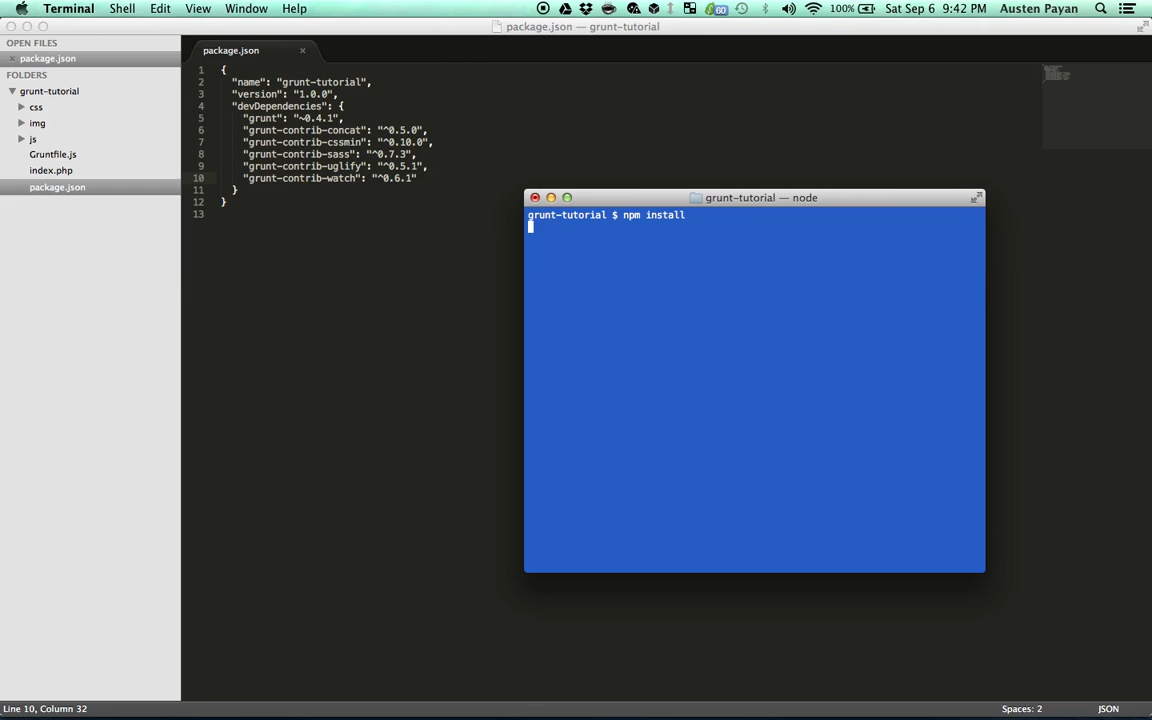 Terminal Shell Edit View Window Help 60 100% Sat Sep 6 9:42 PM Austen Payan
package.json — grunt-tutorial
OPEN FILES
package.json
FOLDERS
grunt-tutorial
css
img
js
Gruntfile.js
index.php
package.json
package.json
1 {
2 "name": "grunt-tutorial",
3 "version": "1.0.0",
4 "devDependencies": {
5 "grunt": "~0.4.1",
6 "grunt-contrib-concat": "^0.5.0",
7 "grunt-contrib-cssmin": "^0.10.0",
8 "grunt-contrib-sass": "^0.7.3",
9 "grunt-contrib-uglify": "^0.5.1",
10 "grunt-contrib-watch": "^0.6.1"
11 }
12 }
13
grunt-tutorial — node
grunt-tutorial $ npm install
Line 10, Column 32 Spaces: 2 JSON